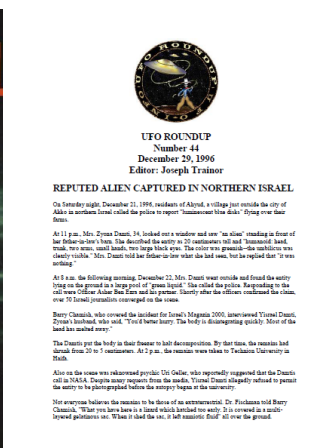 UFO ROUNDUP
UFOINFO
UFO ROUNDUP
Number 44
December 29, 1996
Editor: Joseph Trainor
REPUTED ALIEN CAPTURED IN NORTHERN ISRAEL
On Saturday night, December 21, 1996, residents of Ahyud, a village just outside the city of
Akko in northern Israel called the police to report "luminescent blue disks" flying over their
farms.
At 11 p.m., Mrs. Zyona Damti, 34, looked out a window and saw "an alien" standing in front of
her father-in-law's barn. She described the entity as 20 centimeters tall and "humanoid: head,
trunk, two arms, small hands, two large black eyes. The color was greenish--the umbilicus was
clearly visible." Mrs. Damti told her father-in-law what she had seen, but he replied that "it was
nothing."
At 8 a.m. the following morning, December 22, Mrs. Damti went outside and found the entity
lying on the ground in a large pool of "green liquid." She called the police. Responding to the
call were Officer Asher Ben Ezra and his partner. Shortly after the officers confirmed the claim,
over 50 Israeli journalists converged on the scene.
Barry Chamish, who covered the incident for Israel's Magazin 2000, interviewed Yisrael Damti,
Zyona's husband, who said, "You'd better hurry. The body is disintegrating quickly. Most of the
head has melted away."
The Damtis put the body in their freezer to halt decomposition. By that time, the remains had
shrunk from 20 to 5 centimeters. At 2 p.m., the remains were taken to Technion University in
Haifa.
Also on the scene was reknowned psychic Uri Geller, who reportedly suggested that the Damtis
call in NASA. Despite many requests from the media, Yisrael Damti allegedly refused to permit
the entity to be photographed before the autopsy began at the university.
Not everyone believes the remains to be those of an extraterrestrial. Dr. Fischman told Barry
Chamish, "What you have here is a lizard which hatched too early. It is covered in a multi-
layered gelatinous sac. When it shed the sac, it left amniotic fluid" all over the ground.